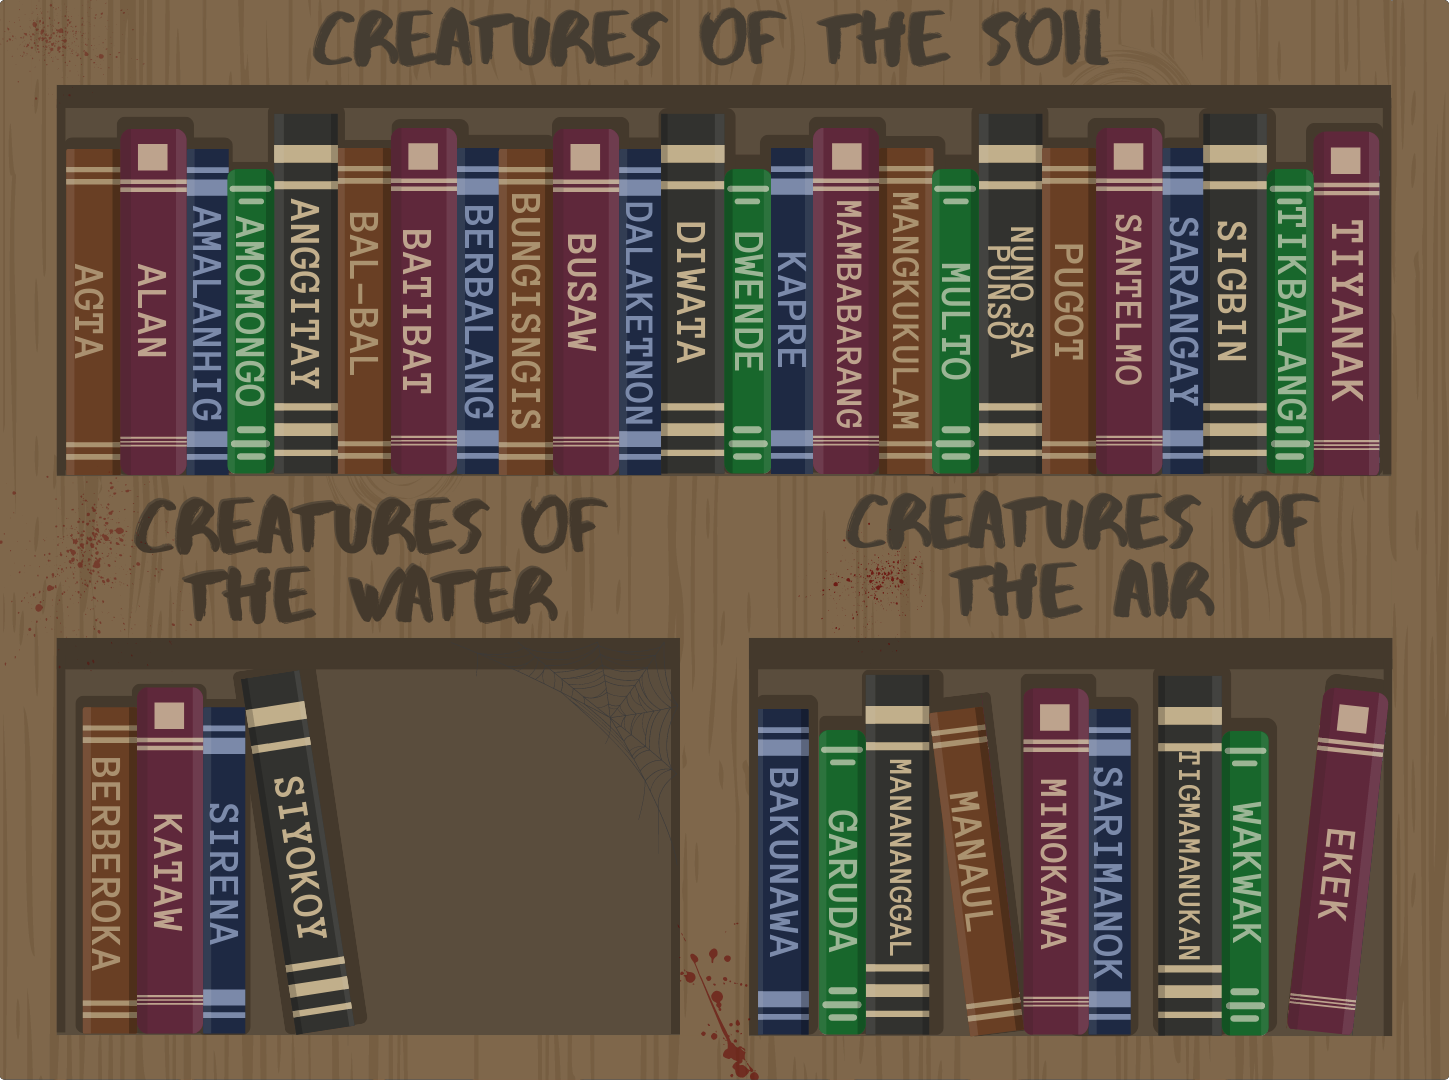 CREATURES OF THE SOIL
AGTA
ALAN
AMALANHIG
AMOMONGO
ANGGITAY
BAL-BAL
BATIBAT
BERBALANG
BUNGISNGIS
BUSAW
DALAKETNON
DIWATA
DWENDE
KAPRE
MAMBABARANG
MANGKUKULAM
MULTO
NUNO SA
PUNSO
PUGOT
SANTELMO
SARANGAY
SIGBIN
TIKBALANG
TIYANAK
CREATURES OF
THE WATER
BERBEROKA
KATAW
SIRENA
SIYOKOY
CREATURES OF
THE AIR
BAKUNAWA
GARUDA
MANANANGGAL
MANAUL
MINOKAWA
SARIMANOK
TIGMAMANUKAN
WAKWAK
EKEK